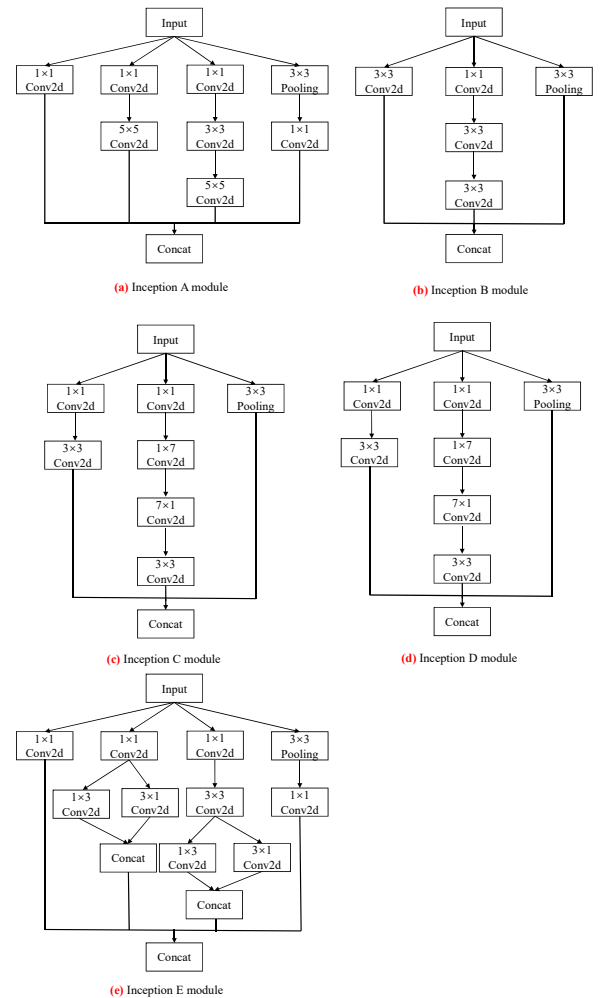 Input
1×1
Conv2d
1×1
Conv2d
1×1
Conv2d
3×3
Pooling
5×5
Conv2d
3×3
Conv2d
1×1
Conv2d
5×5
Conv2d
Concat
(a) Inception A module
Input
3×3
Conv2d
1×1
Conv2d
3×3
Pooling
3×3
Conv2d
3×3
Conv2d
Concat
(b) Inception B module
Input
1×1
Conv2d
1×1
Conv2d
3×3
Pooling
3×3
Conv2d
1×7
Conv2d
7×1
Conv2d
3×3
Conv2d
Concat
(c) Inception C module
Input
1×1
Conv2d
1×1
Conv2d
3×3
Pooling
3×3
Conv2d
1×7
Conv2d
7×1
Conv2d
3×3
Conv2d
Concat
(d) Inception D module
Input
1×1
Conv2d
1×1
Conv2d
1×1
Conv2d
3×3
Pooling
1×3
Conv2d
3×1
Conv2d
3×3
Conv2d
1×1
Conv2d
Concat
1×3
Conv2d
3×1
Conv2d
Concat
Concat
(e) Inception E module